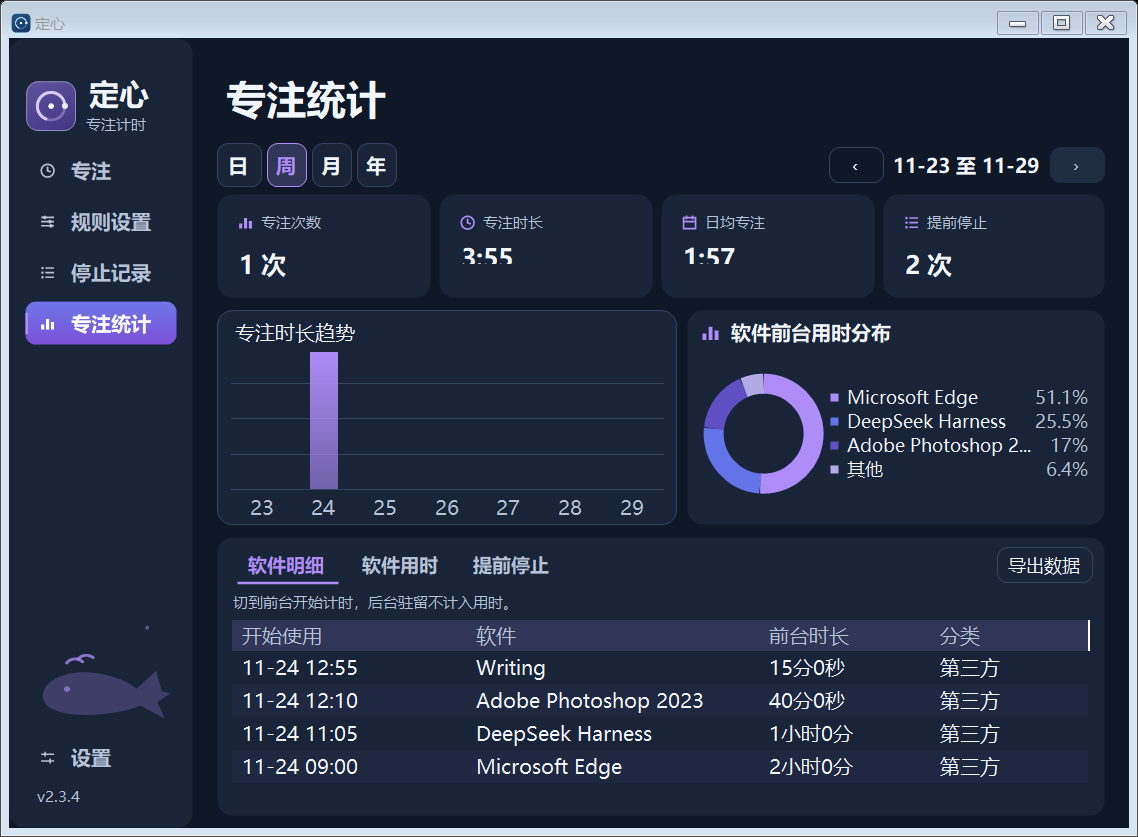 定心
定心
专注计时
专注
规则设置
停止记录
专注统计
设置
v2.3.4
专注统计
日 周 月 年
‹ 11-23 至 11-29 ›
专注次数
1 次
专注时长
3:55
日均专注
1:57
提前停止
2 次
专注时长趋势
23 24 25 26 27 28 29
软件前台用时分布
Microsoft Edge 51.1%
DeepSeek Harness 25.5%
Adobe Photoshop 2... 17%
其他 6.4%
软件明细 软件用时 提前停止 导出数据
切到前台开始计时，后台驻留不计入用时。
开始使用 软件 前台时长 分类
11-24 12:55 Writing 15分0秒 第三方
11-24 12:10 Adobe Photoshop 2023 40分0秒 第三方
11-24 11:05 DeepSeek Harness 1小时0分 第三方
11-24 09:00 Microsoft Edge 2小时0分 第三方